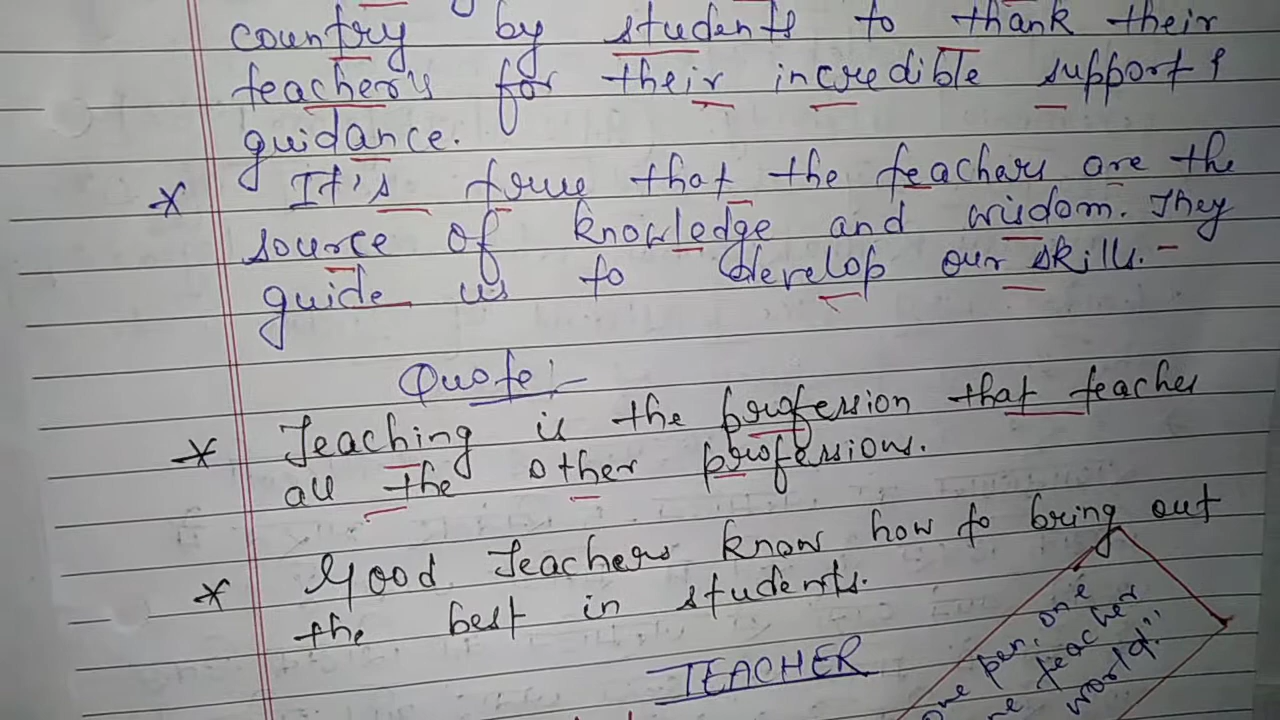 country by students to thank their
teachers for their incredible support &
guidance.
* It's true that the teachers are the
source of knowledge and wisdom. They
guide us to develop our skills. -
Quote :-
* Teaching is the profession that teaches
all the other professions.
* Good Teachers know how to bring out
the best in students.
TEACHER
one pen, one
teacher
world."